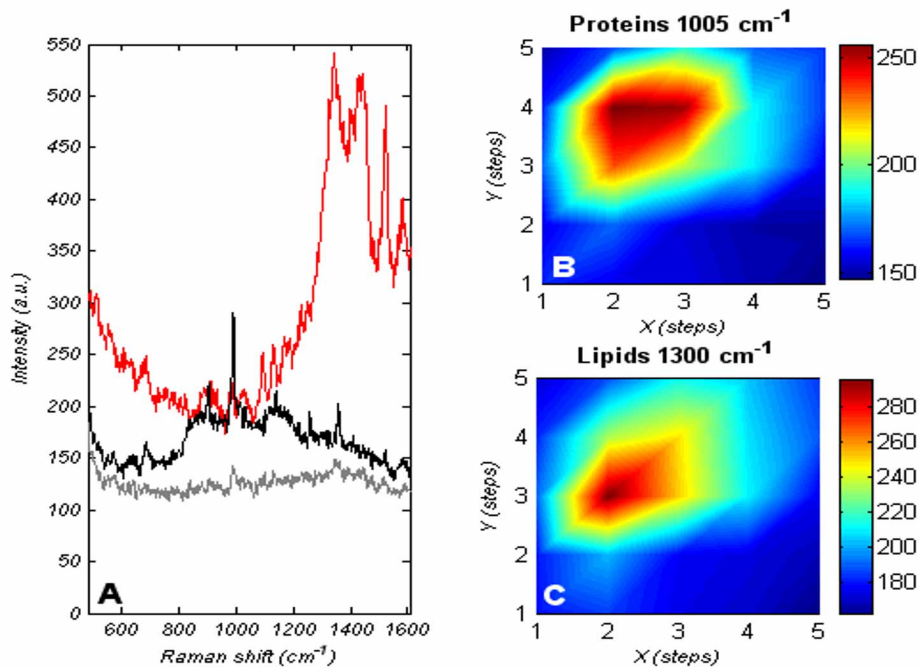 550
500
450
400
350
300
250
200
150
100
50
0
Intensity (a.u.)
600 800 1000 1200 1400 1600
Raman shift (cm⁻¹)
A
Proteins 1005 cm⁻¹
5
4
3
2
1
Y (steps)
1 2 3 4 5
X (steps)
B
250
200
150
Lipids 1300 cm⁻¹
5
4
3
2
1
Y (steps)
1 2 3 4 5
X (steps)
C
280
260
240
220
200
180